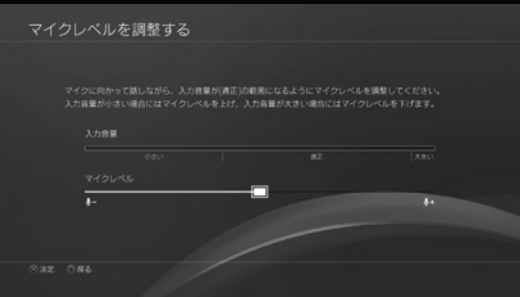 マイクレベルを調整する
マイクに向かって話しながら、入力音量が[適正]の範囲になるようにマイクレベルを調整してください。
入力音量が小さい場合にはマイクレベルを上げ、入力音量が大きい場合にはマイクレベルを下げます。
入力音量
小さい 適正 大きい
マイクレベル
- +
決定 戻る